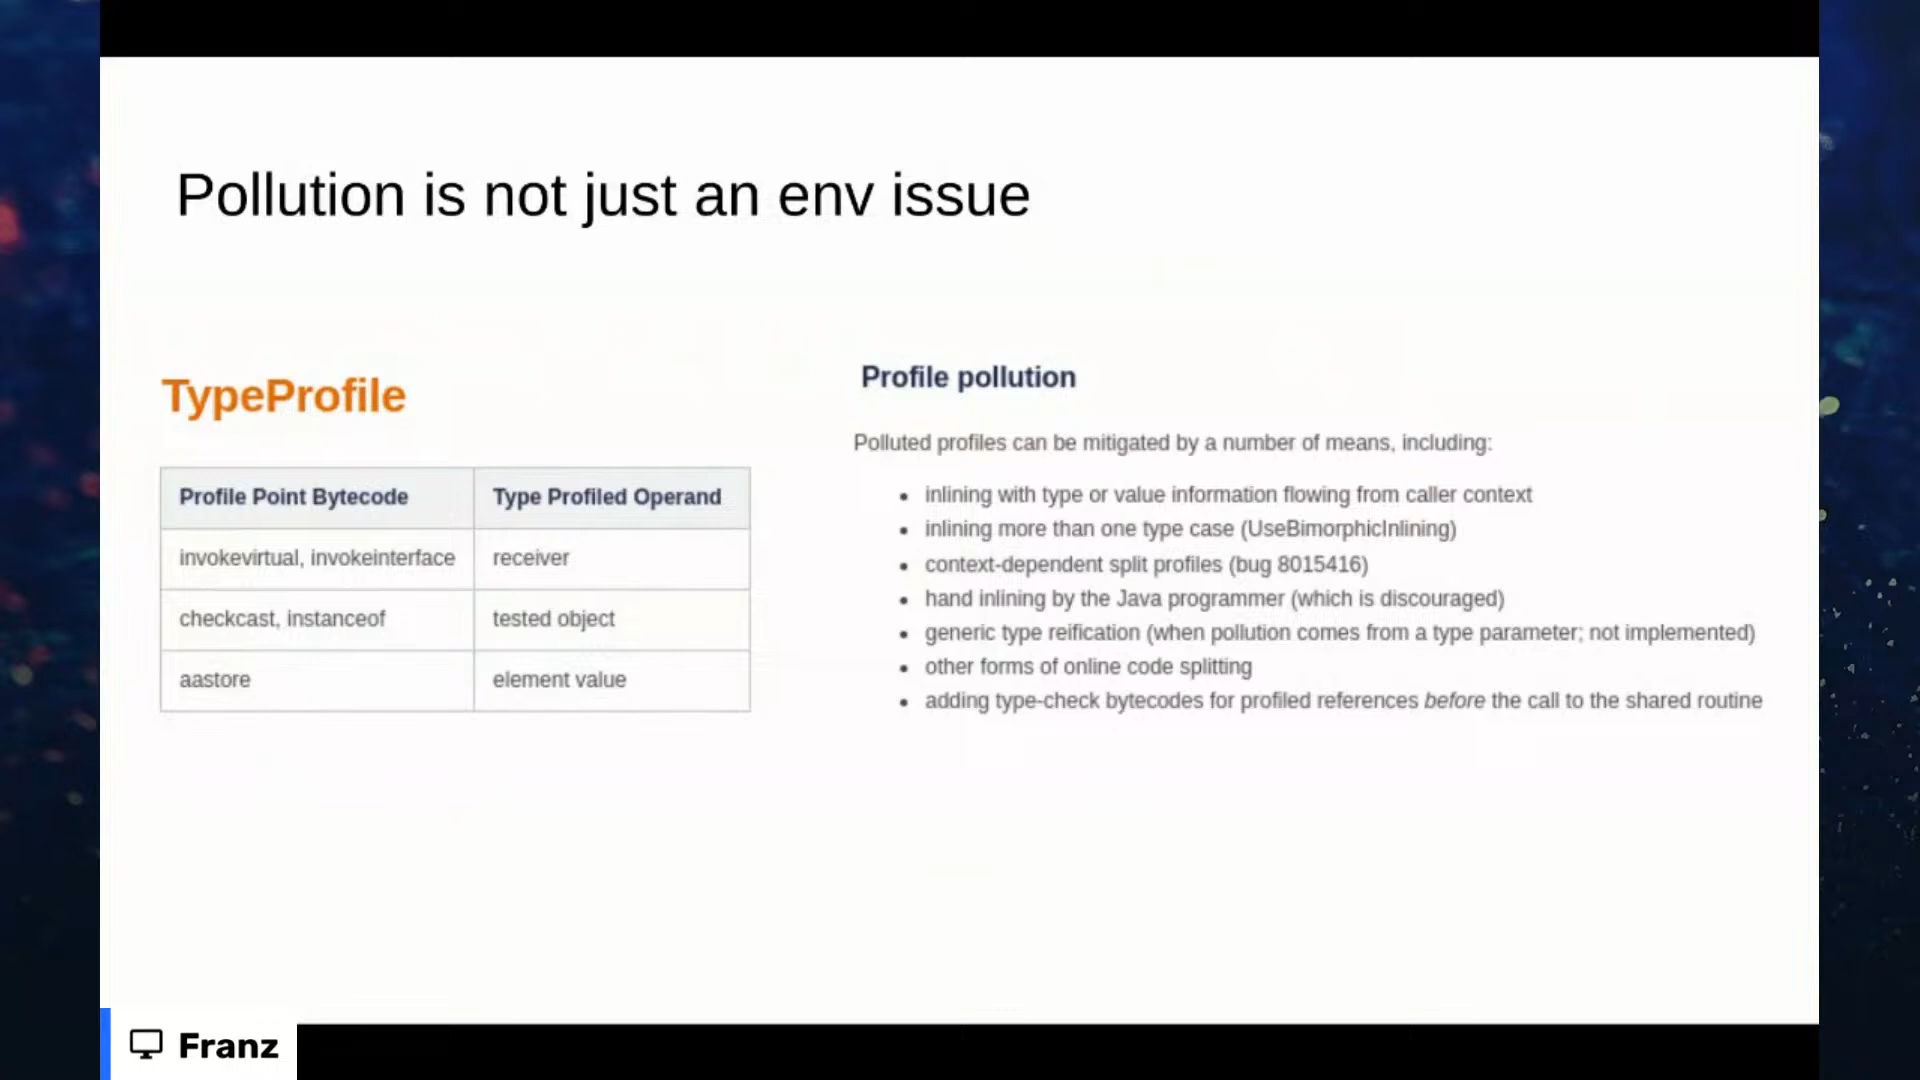 Pollution is not just an env issue
TypeProfile
Profile Point Bytecode Type Profiled Operand
invokevirtual, invokeinterface receiver
checkcast, instanceof tested object
aastore element value
Profile pollution
Polluted profiles can be mitigated by a number of means, including:
• inlining with type or value information flowing from caller context
• inlining more than one type case (UseBimorphicInlining)
• context-dependent split profiles (bug 8015416)
• hand inlining by the Java programmer (which is discouraged)
• generic type reification (when pollution comes from a type parameter; not implemented)
• other forms of online code splitting
• adding type-check bytecodes for profiled references before the call to the shared routine
Franz